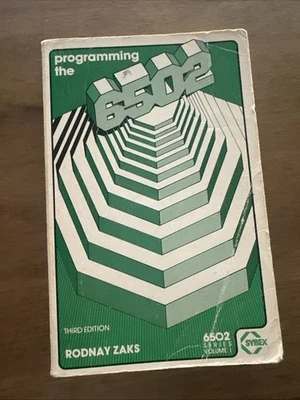 programming
the
6502
THIRD EDITION
RODNAY ZAKS
6502
SERIES
VOLUME 1
SYBEX